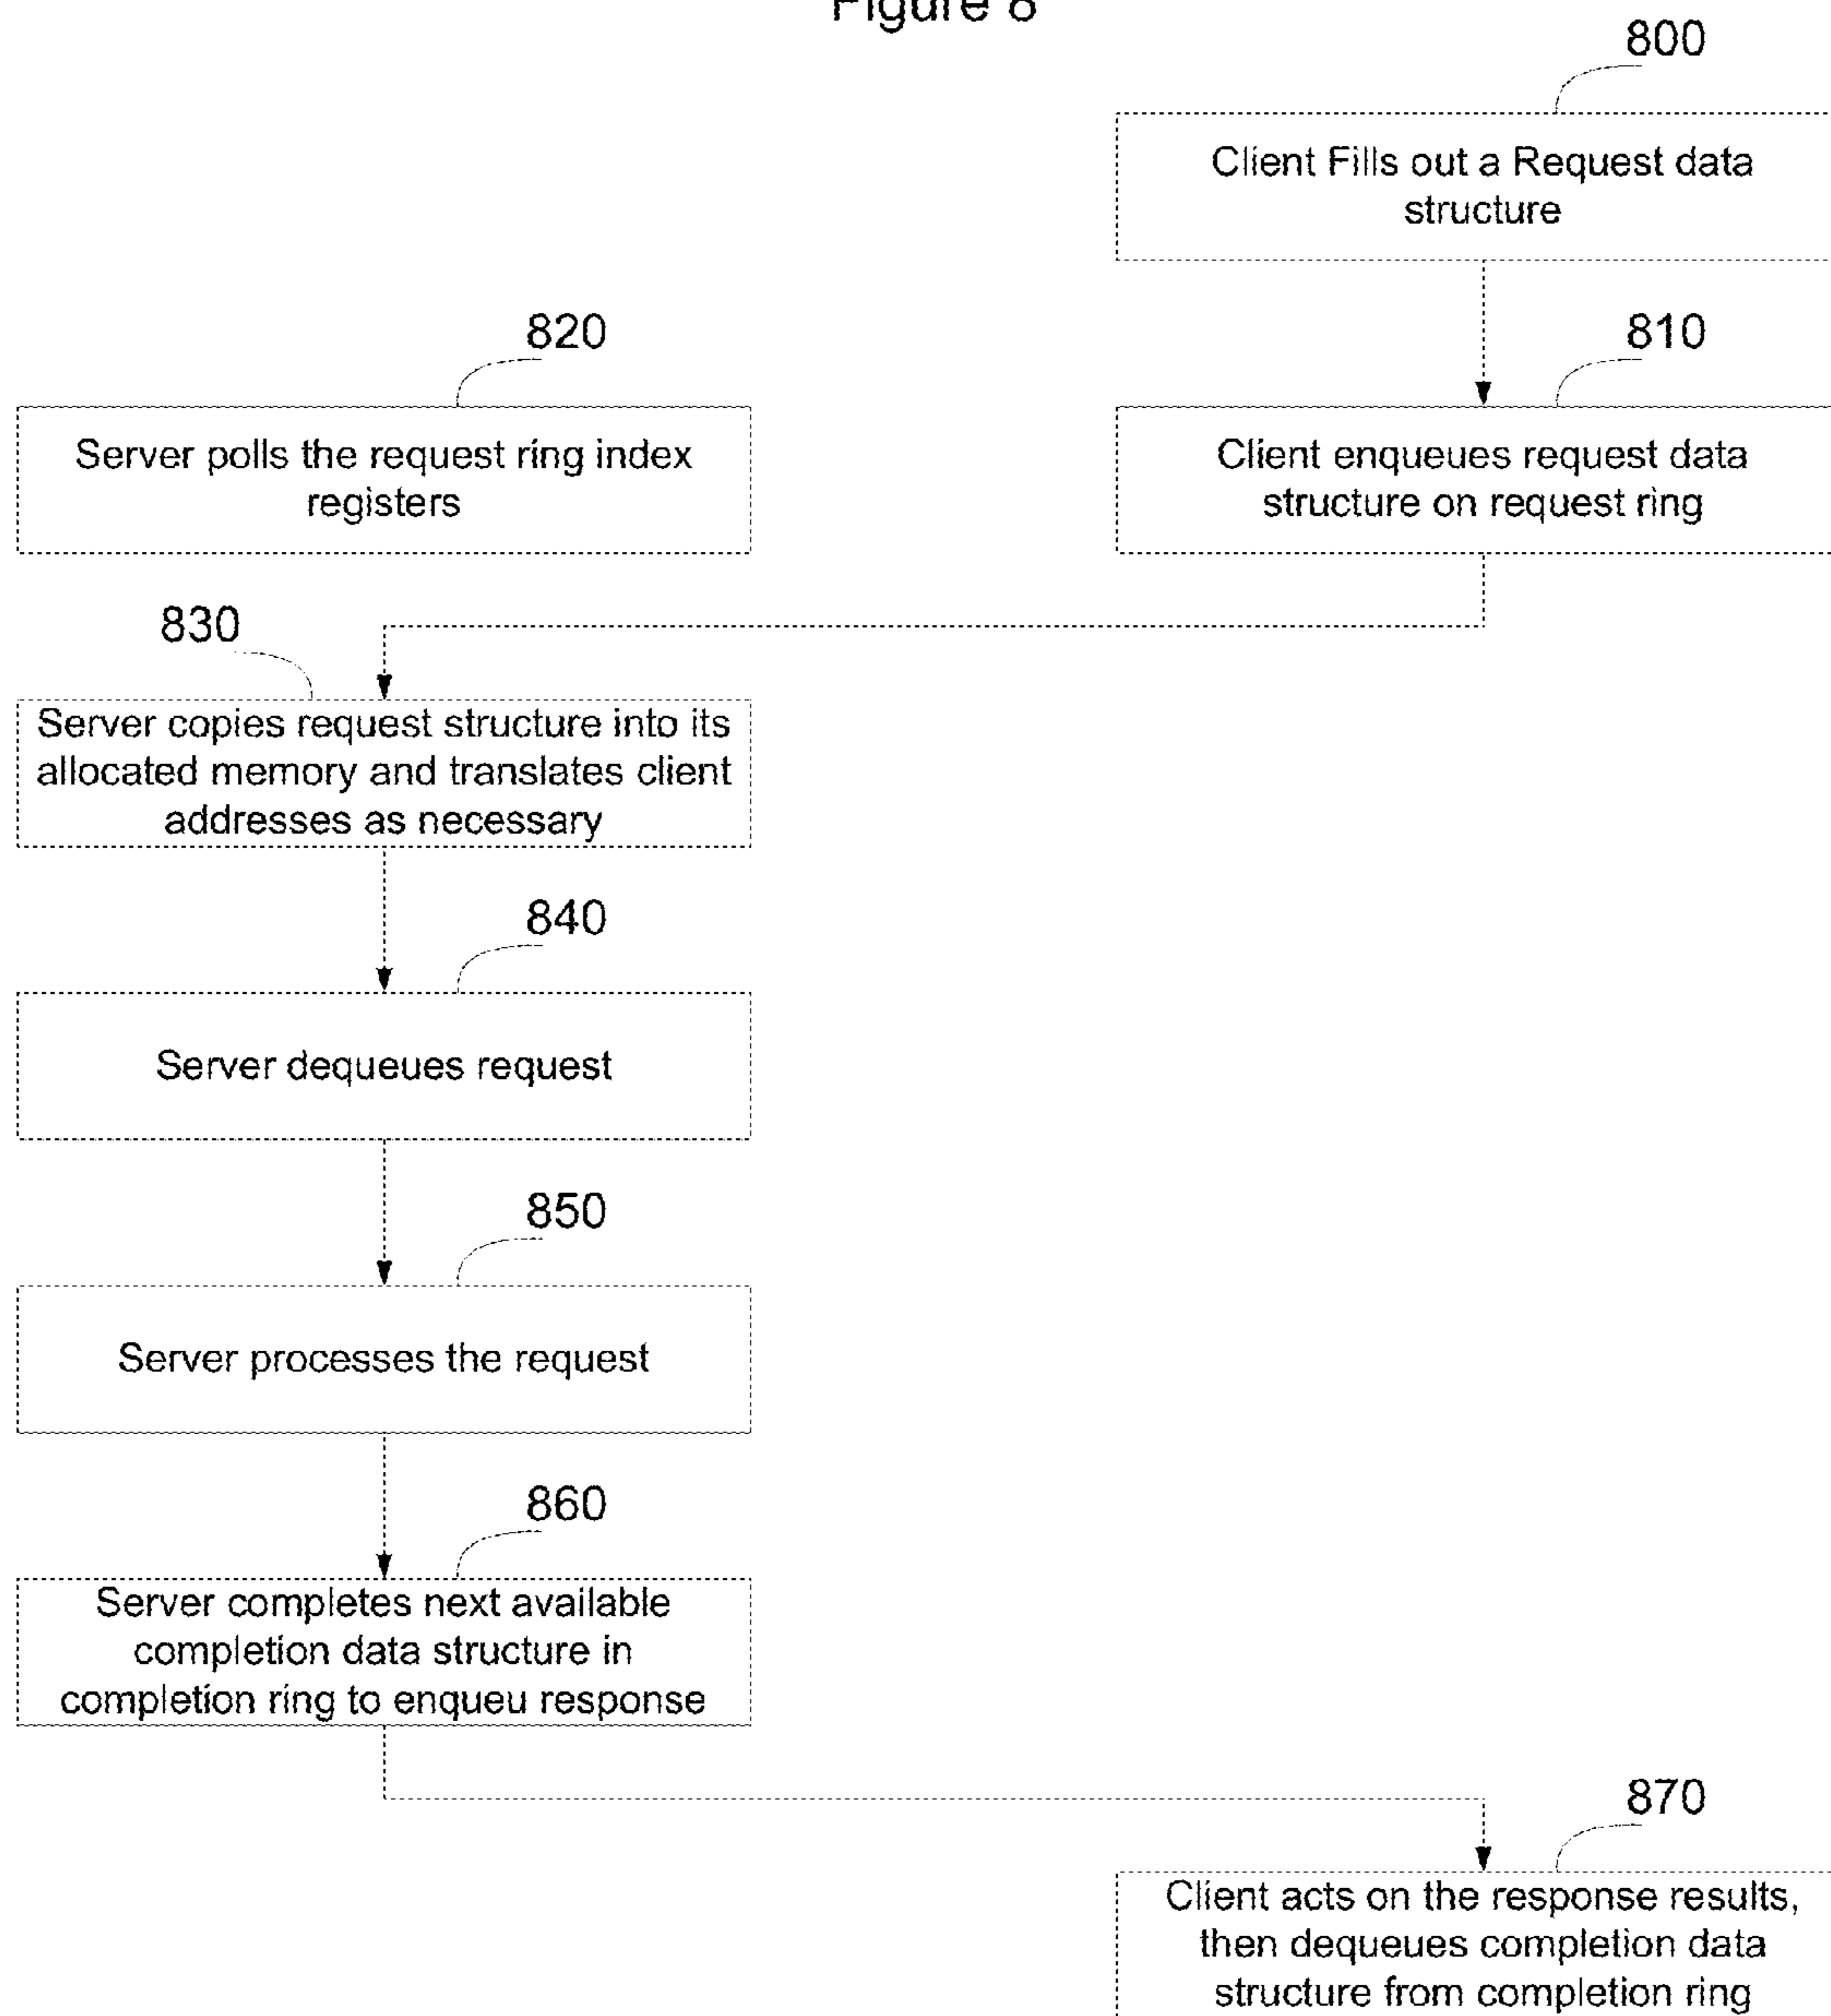 Figure 8
800
Client Fills out a Request data
structure
820
810
Server polls the request ring index
registers
Client enqueues request data
structure on request ring
830
Server copies request structure into its
allocated memory and translates client
addresses as necessary
840
Server dequeues request
850
Server processes the request
860
Server completes next available
completion data structure in
completion ring to enqueu response
870
Client acts on the response results,
then dequeues completion data
structure from completion ring